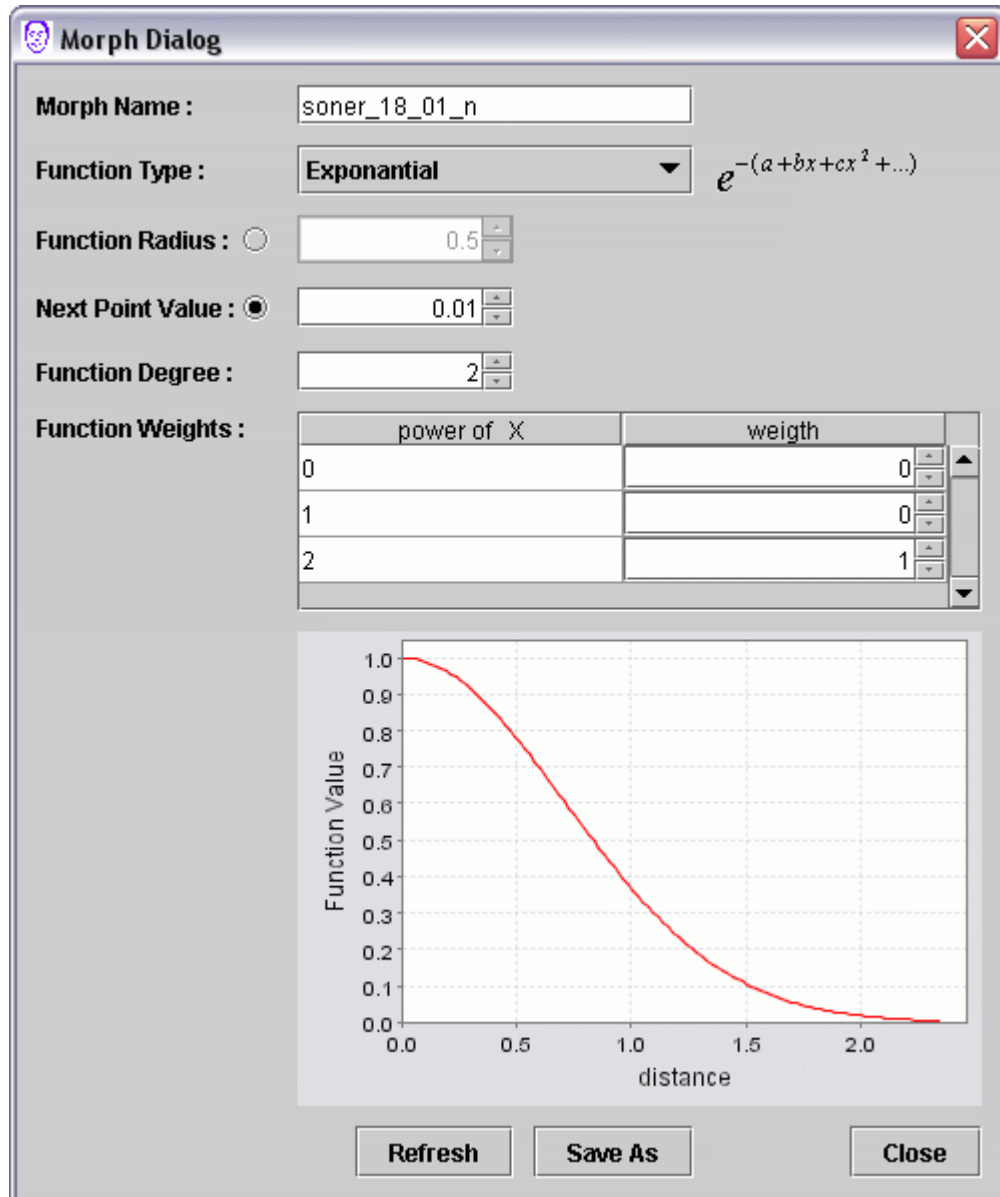 Morph Dialog
Morph Name :
soner_18_01_n
Function Type :
Exponantial
e^-(a+bx+cx²+...)
Function Radius :
0.5
Next Point Value :
0.01
Function Degree :
2
Function Weights :
power of X weigth
0 0
1 0
2 1
Function Value
1.0
0.9
0.8
0.7
0.6
0.5
0.4
0.3
0.2
0.1
0.0
0.0 0.5 1.0 1.5 2.0
distance
Refresh Save As Close